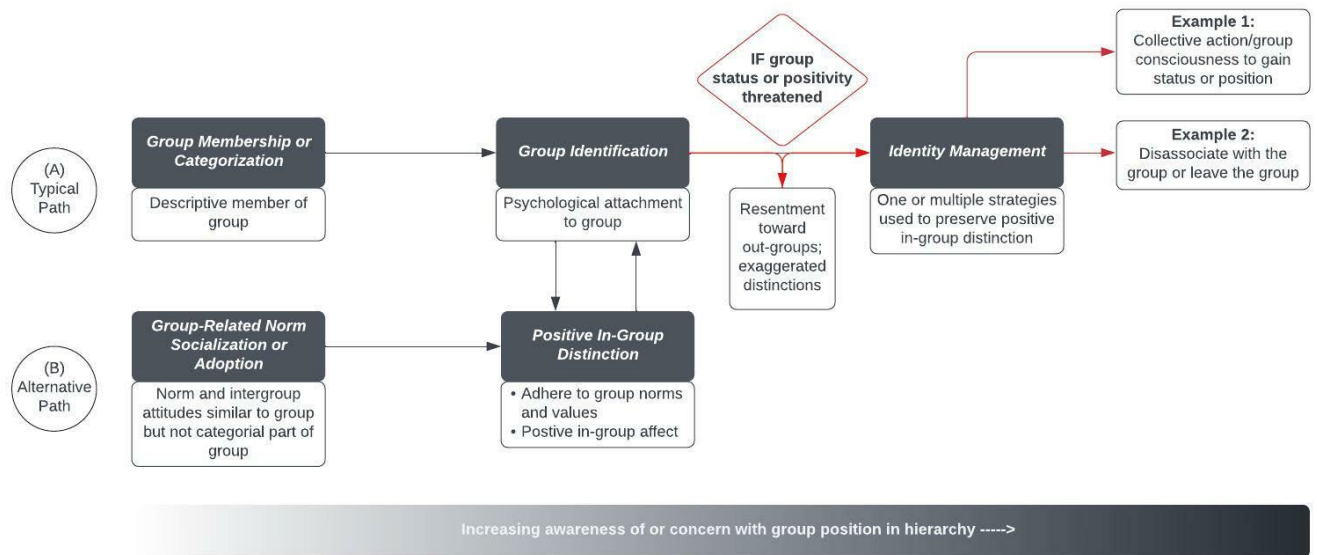 Example 1:
Collective action/group
consciousness to gain
status or position
IF group
status or positivity
threatened
(A)
Typical
Path
Group Membership or
Categorization
Descriptive member of
group
Group Identification
Psychological attachment
to group
Identity Management
One or multiple strategies
used to preserve positive
in-group distinction
Example 2:
Disassociate with the
group or leave the group
Resentment
toward
out-groups;
exaggerated
distinctions
(B)
Alternative
Path
Group-Related Norm
Socialization or
Adoption
Norm and intergroup
attitudes similar to group
but not categorial part of
group
Positive In-Group
Distinction
• Adhere to group norms
and values
• Postive in-group affect
Increasing awareness of or concern with group position in hierarchy ----->